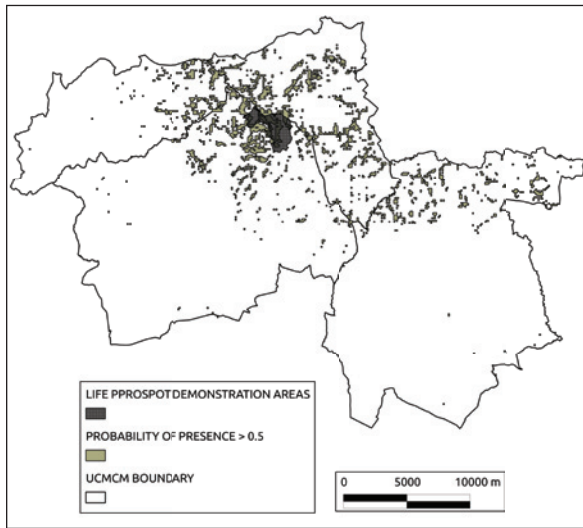 LIFE PPROSPOT DEMONSTRATION AREAS
PROBABILITY OF PRESENCE > 0.5
UCMCM BOUNDARY
0 5000 10000 m